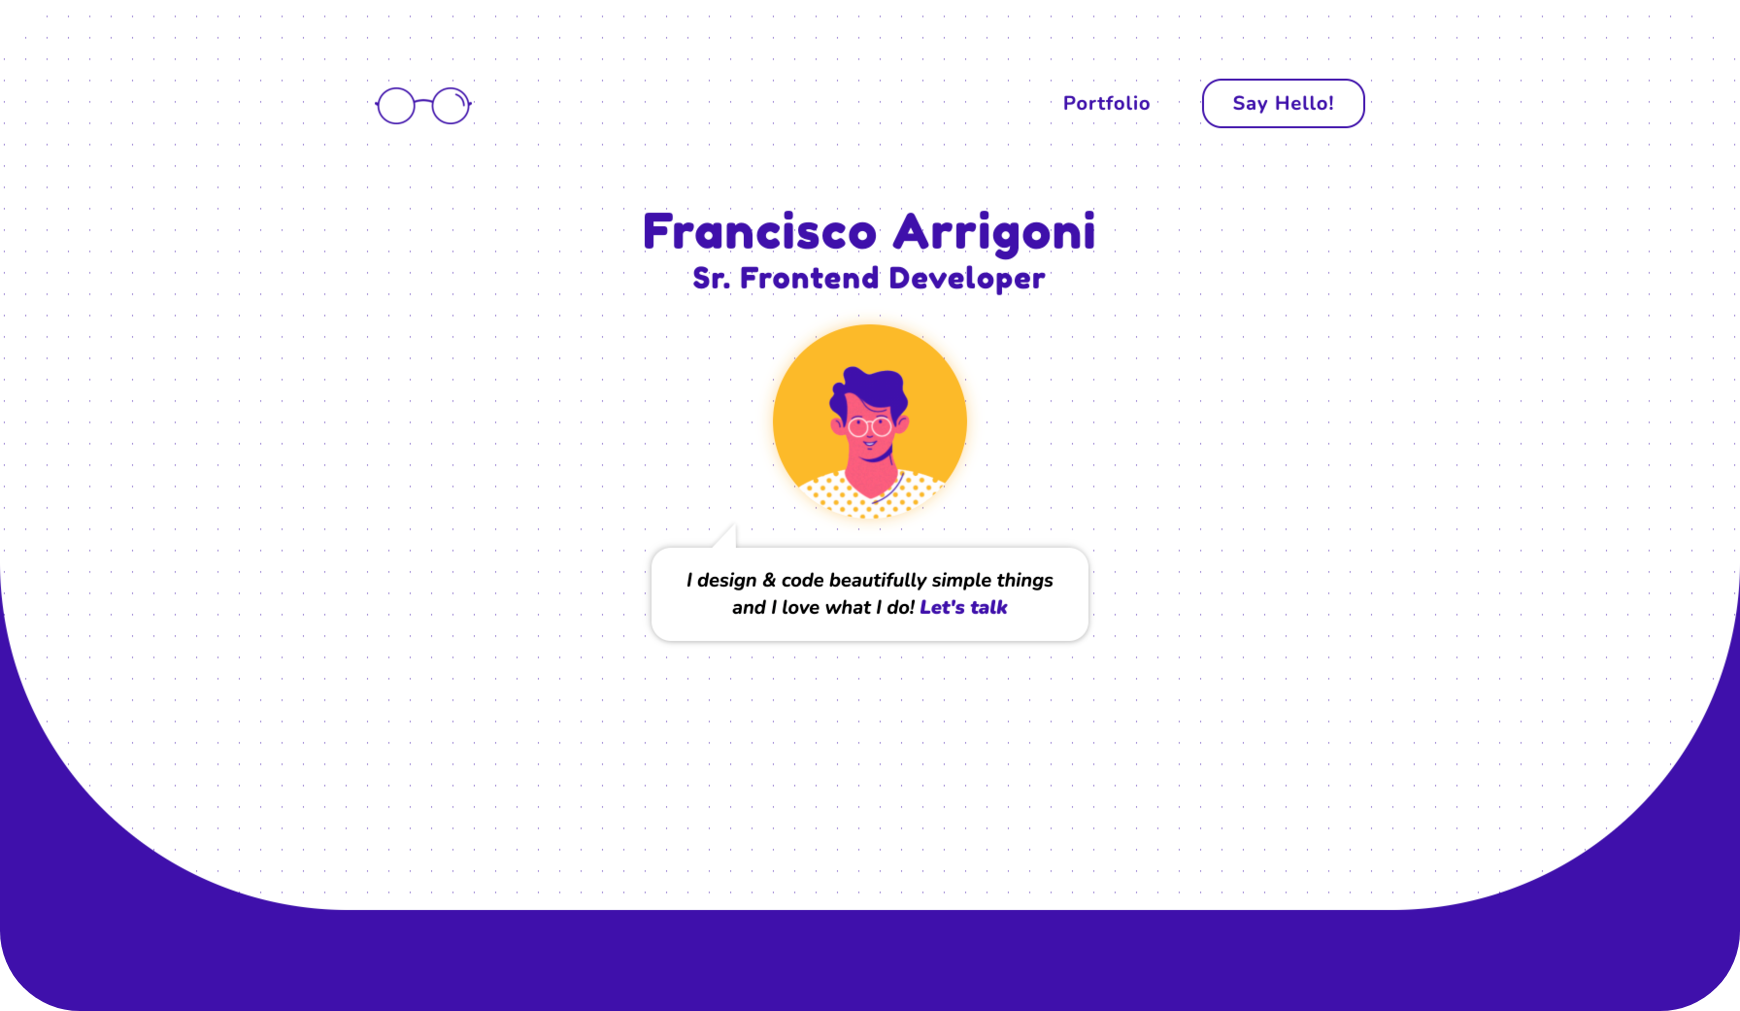 Portfolio
Say Hello!
Francisco Arrigoni
Sr. Frontend Developer
I design & code beautifully simple things
and I love what I do! Let's talk